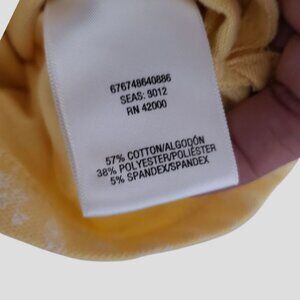 676748640886
SEAS: 3012
RN 42000
57% COTTON/ALGODÓN
38% POLYESTER/POLIÉSTER
5% SPANDEX/SPANDEX